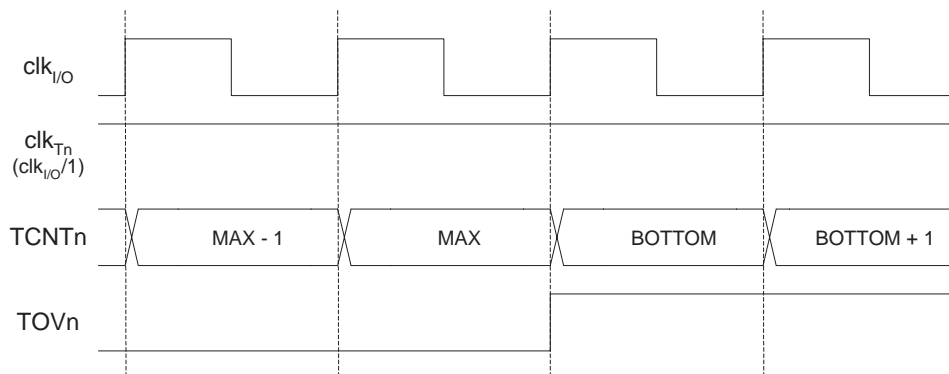 clkI/O
clkTn
(clkI/O/1)
TCNTn MAX - 1 MAX BOTTOM BOTTOM + 1
TOVn